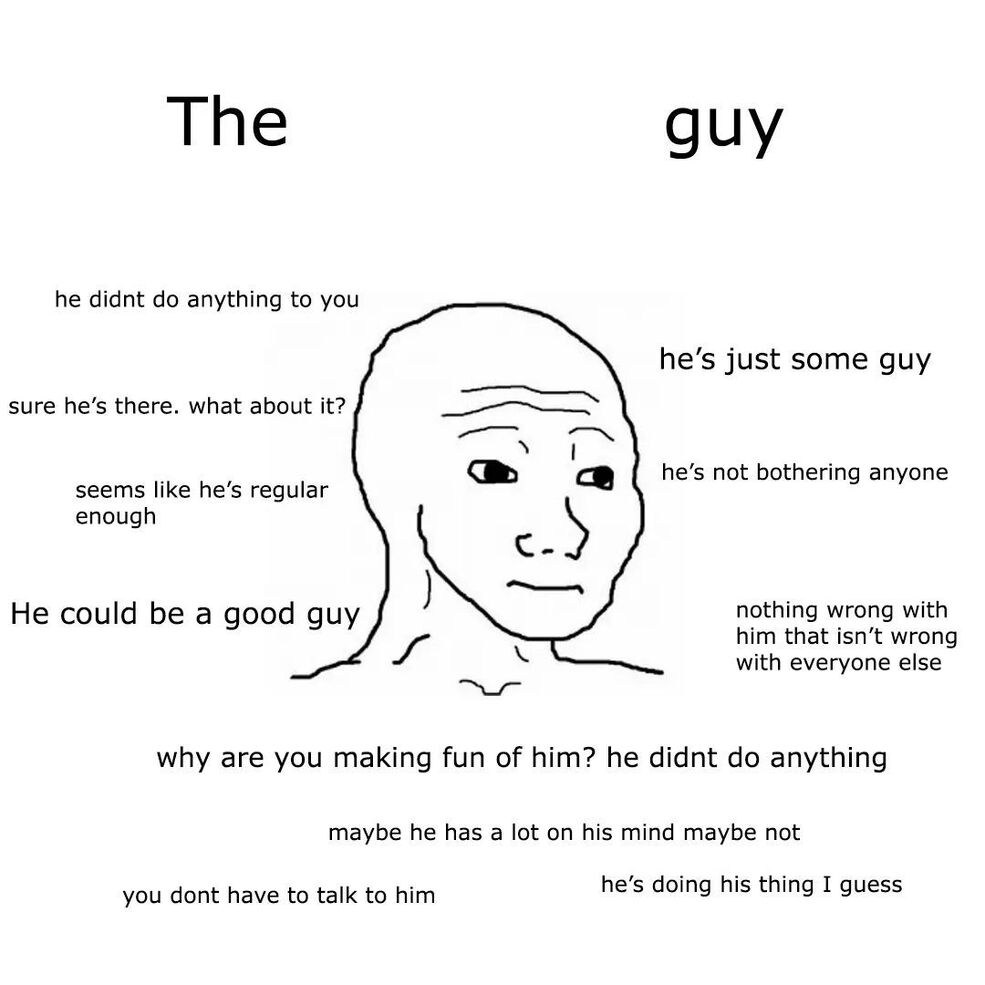 The guy
he didnt do anything to you
he's just some guy
sure he's there. what about it?
he's not bothering anyone
seems like he's regular
enough
He could be a good guy
nothing wrong with
him that isn't wrong
with everyone else
why are you making fun of him? he didnt do anything
maybe he has a lot on his mind maybe not
he's doing his thing I guess
you dont have to talk to him